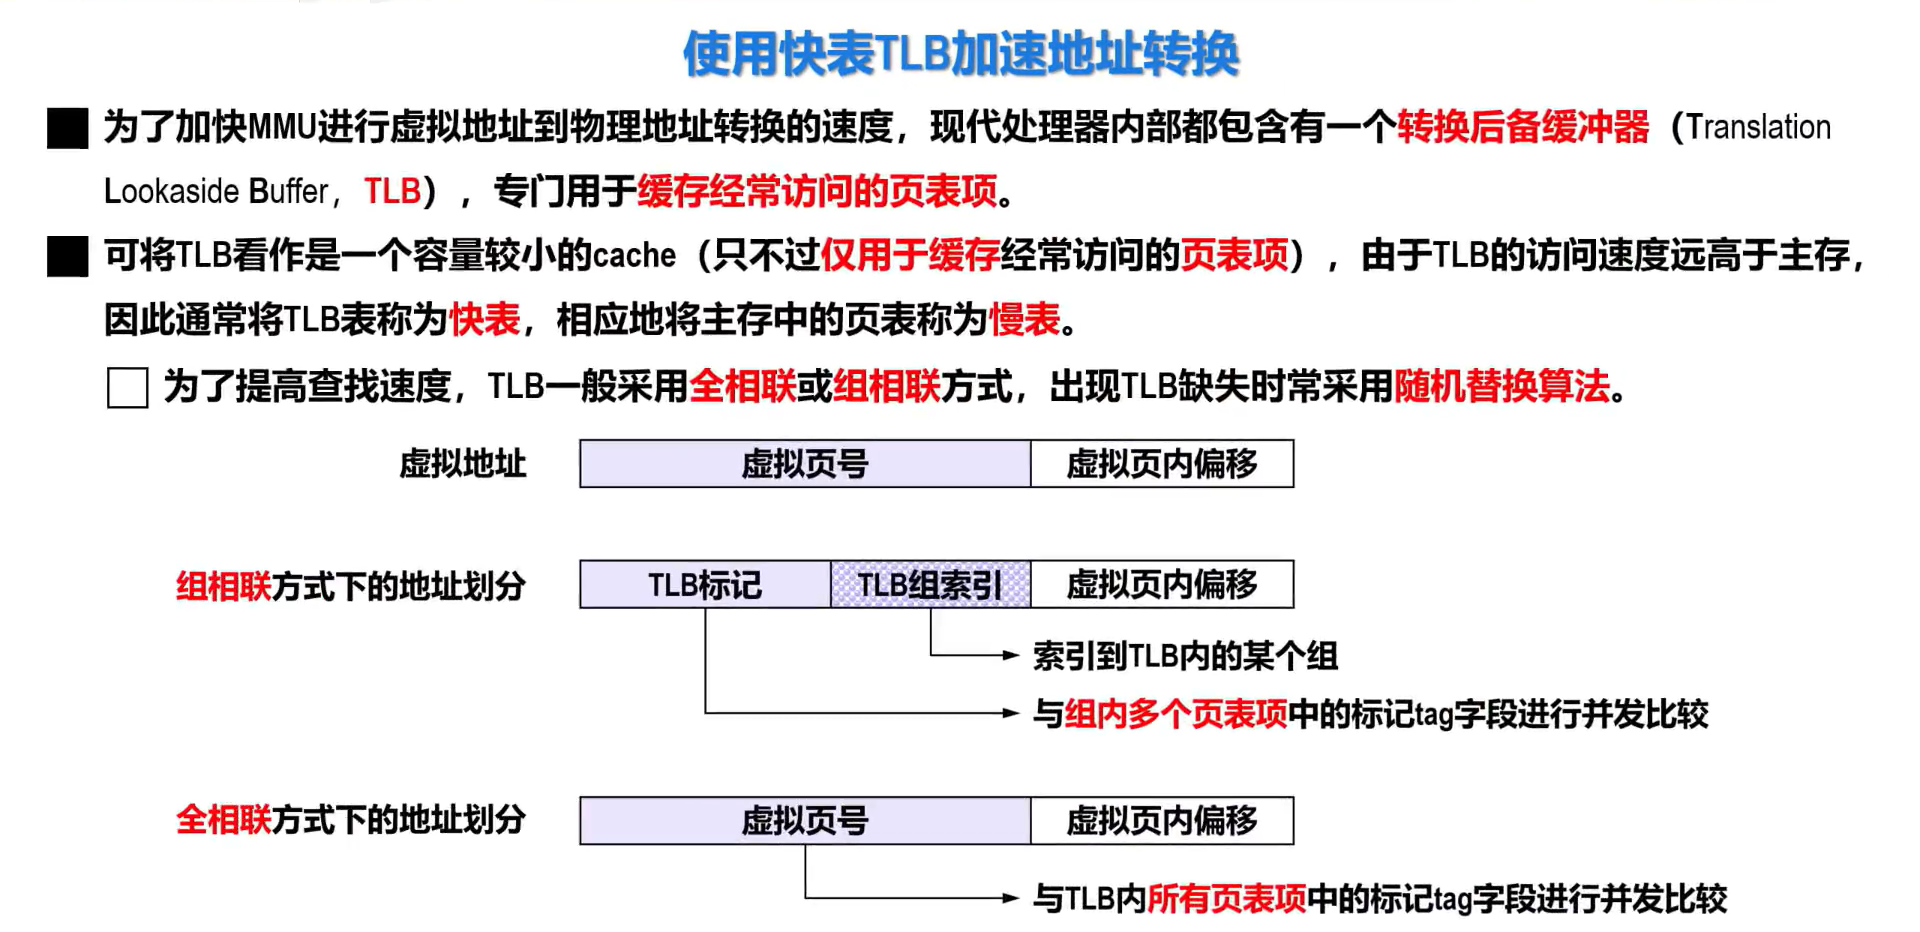 使用快表TLB加速地址转换
为了加快MMU进行虚拟地址到物理地址转换的速度，现代处理器内部都包含有一个转换后备缓冲器（Translation
Lookaside Buffer，TLB），专门用于缓存经常访问的页表项。
可将TLB看作是一个容量较小的cache（只不过仅用于缓存经常访问的页表项），由于TLB的访问速度远高于主存，
因此通常将TLB表称为快表，相应地将主存中的页表称为慢表。
为了提高查找速度，TLB一般采用全相联或组相联方式，出现TLB缺失时常采用随机替换算法。
虚拟地址 虚拟页号 虚拟页内偏移
组相联方式下的地址划分 TLB标记 TLB组索引 虚拟页内偏移
索引到TLB内的某个组
与组内多个页表项中的标记tag字段进行并发比较
全相联方式下的地址划分 虚拟页号 虚拟页内偏移
与TLB内所有页表项中的标记tag字段进行并发比较